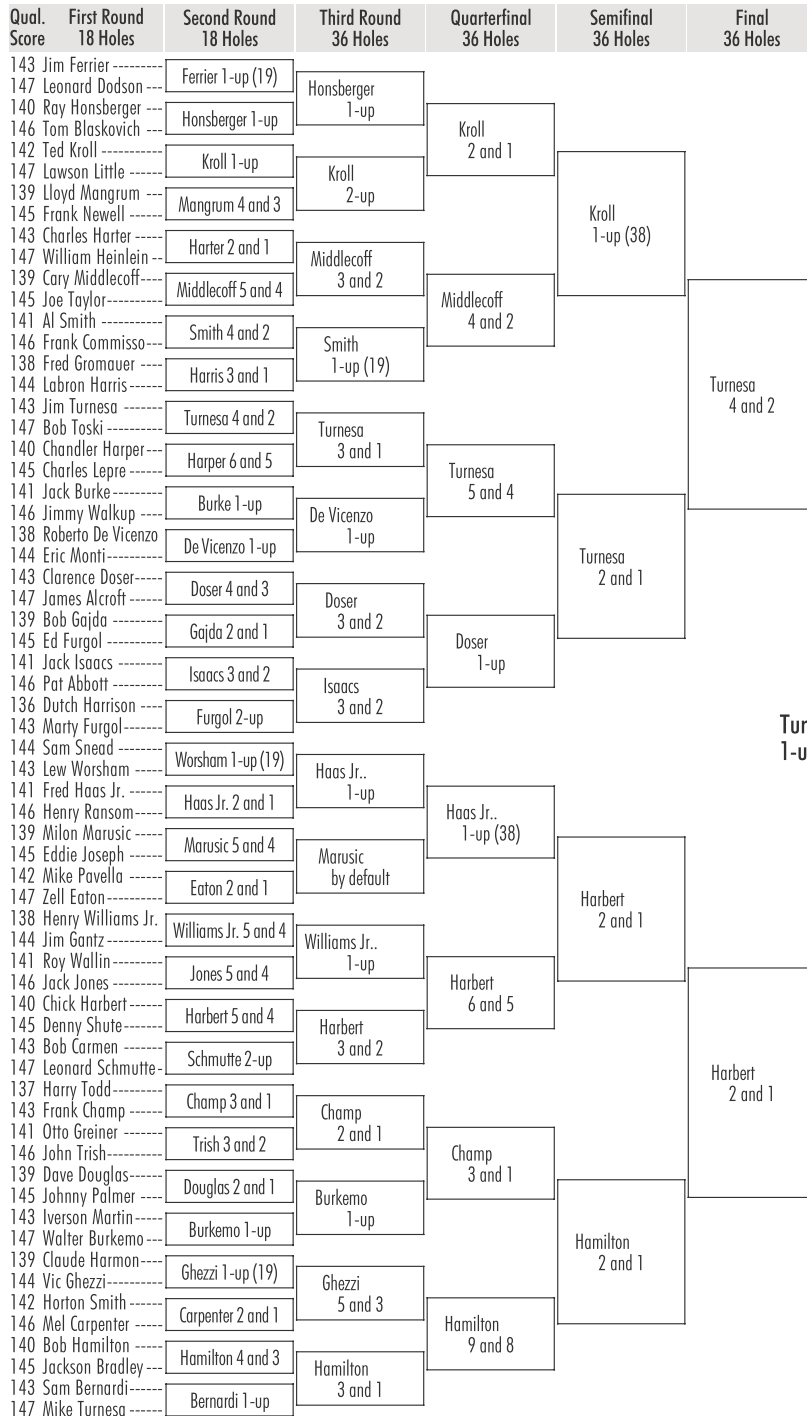 Qual. Score First Round 18 Holes Second Round 18 Holes Third Round 36 Holes Quarterfinal 36 Holes Semifinal 36 Holes Final 36 Holes
143 Jim Ferrier
147 Leonard Dodson
140 Ray Honsberger
146 Tom Blaskovich
142 Ted Kroll
147 Lawson Little
139 Lloyd Mangrum
145 Frank Newell
143 Charles Harter
147 William Heinlein
139 Cary Middlecoff
145 Joe Taylor
141 Al Smith
146 Frank Commisso
138 Fred Gromauer
144 Labron Harris
143 Jim Turnesa
147 Bob Toski
140 Chandler Harper
145 Charles Lepre
141 Jack Burke
146 Jimmy Walkup
138 Roberto De Vicenzo
144 Eric Monti
143 Clarence Doser
147 James Alcroft
139 Bob Gajda
145 Ed Furgol
141 Jack Isaacs
146 Pat Abbott
136 Dutch Harrison
143 Marty Furgol
144 Sam Snead
143 Lew Worsham
141 Fred Haas Jr.
146 Henry Ransom
139 Milon Marusic
145 Eddie Joseph
142 Mike Pavella
147 Zell Eaton
138 Henry Williams Jr.
144 Jim Gantz
141 Roy Wallin
146 Jack Jones
140 Chick Harbert
145 Denny Shute
143 Bob Carmen
147 Leonard Schmutte
137 Harry Todd
143 Frank Champ
141 Otto Greiner
146 John Trish
139 Dave Douglas
145 Johnny Palmer
143 Iverson Martin
147 Walter Burkemo
139 Claude Harmon
144 Vic Ghezzi
142 Horton Smith
146 Mel Carpenter
140 Bob Hamilton
145 Jackson Bradley
143 Sam Bernardi
147 Mike Turnesa
Ferrier 1-up (19)
Honsberger 1-up
Kroll 1-up
Mangrum 4 and 3
Harter 2 and 1
Middlecoff 5 and 4
Smith 4 and 2
Harris 3 and 1
Turnesa 4 and 2
Harper 6 and 5
Burke 1-up
De Vicenzo 1-up
Doser 4 and 3
Gajda 2 and 1
Isaacs 3 and 2
Furgol 2-up
Worsham 1-up (19)
Haas Jr. 2 and 1
Marusic 5 and 4
Eaton 2 and 1
Williams Jr. 5 and 4
Jones 5 and 4
Harbert 5 and 4
Schmutte 2-up
Champ 3 and 1
Trish 3 and 2
Douglas 2 and 1
Burkemo 1-up
Ghezzi 1-up (19)
Carpenter 2 and 1
Hamilton 4 and 3
Bernardi 1-up
Honsberger
1-up
Kroll
2-up
Middlecoff
3 and 2
Smith
1-up (19)
Turnesa
3 and 1
De Vicenzo
1-up
Doser
3 and 2
Isaacs
3 and 2
Haas Jr..
1-up
Marusic
by default
Williams Jr..
1-up
Harbert
3 and 2
Champ
2 and 1
Burkemo
1-up
Ghezzi
5 and 3
Hamilton
3 and 1
Kroll
2 and 1
Middlecoff
4 and 2
Turnesa
5 and 4
Doser
1-up
Haas Jr..
1-up (38)
Harbert
6 and 5
Champ
3 and 1
Hamilton
9 and 8
Kroll
1-up (38)
Turnesa
2 and 1
Harbert
2 and 1
Hamilton
2 and 1
Turnesa
4 and 2
Harbert
2 and 1